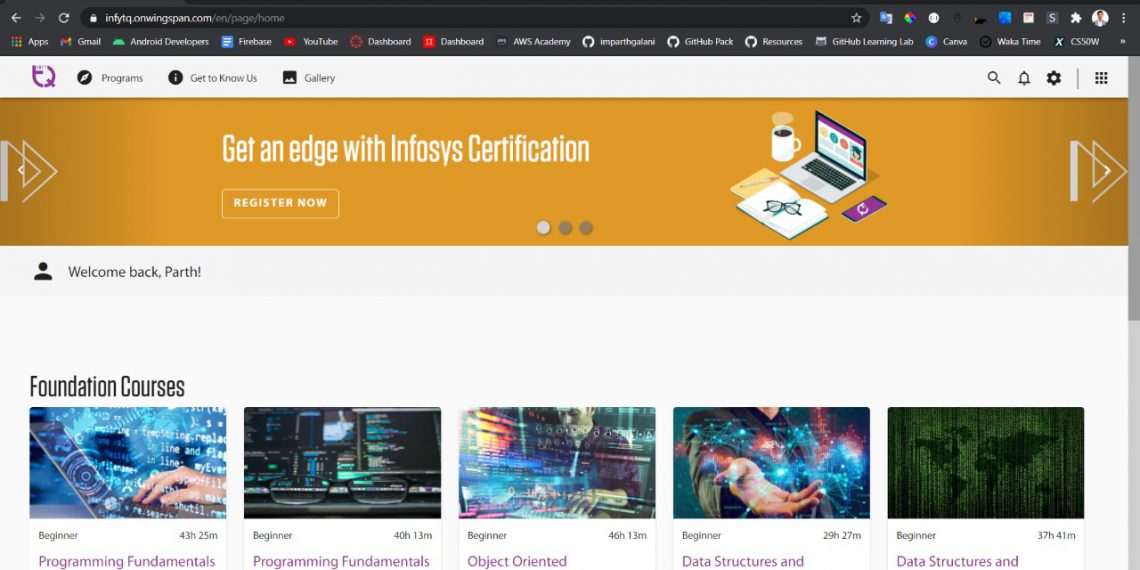 infytq.onwingspan.com/en/page/home
Apps Gmail Android Developers Firebase YouTube Dashboard Dashboard AWS Academy imparthgalani GitHub Pack Resources GitHub Learning Lab Canva Waka Time CS50W »
Programs Get to Know Us Gallery
Get an edge with Infosys Certification
REGISTER NOW
Welcome back, Parth!
Foundation Courses
Beginner 43h 25m Beginner 40h 13m Beginner 46h 13m Beginner 29h 27m Beginner 37h 41m
Programming Fundamentals Programming Fundamentals Object Oriented Data Structures and Data Structures and